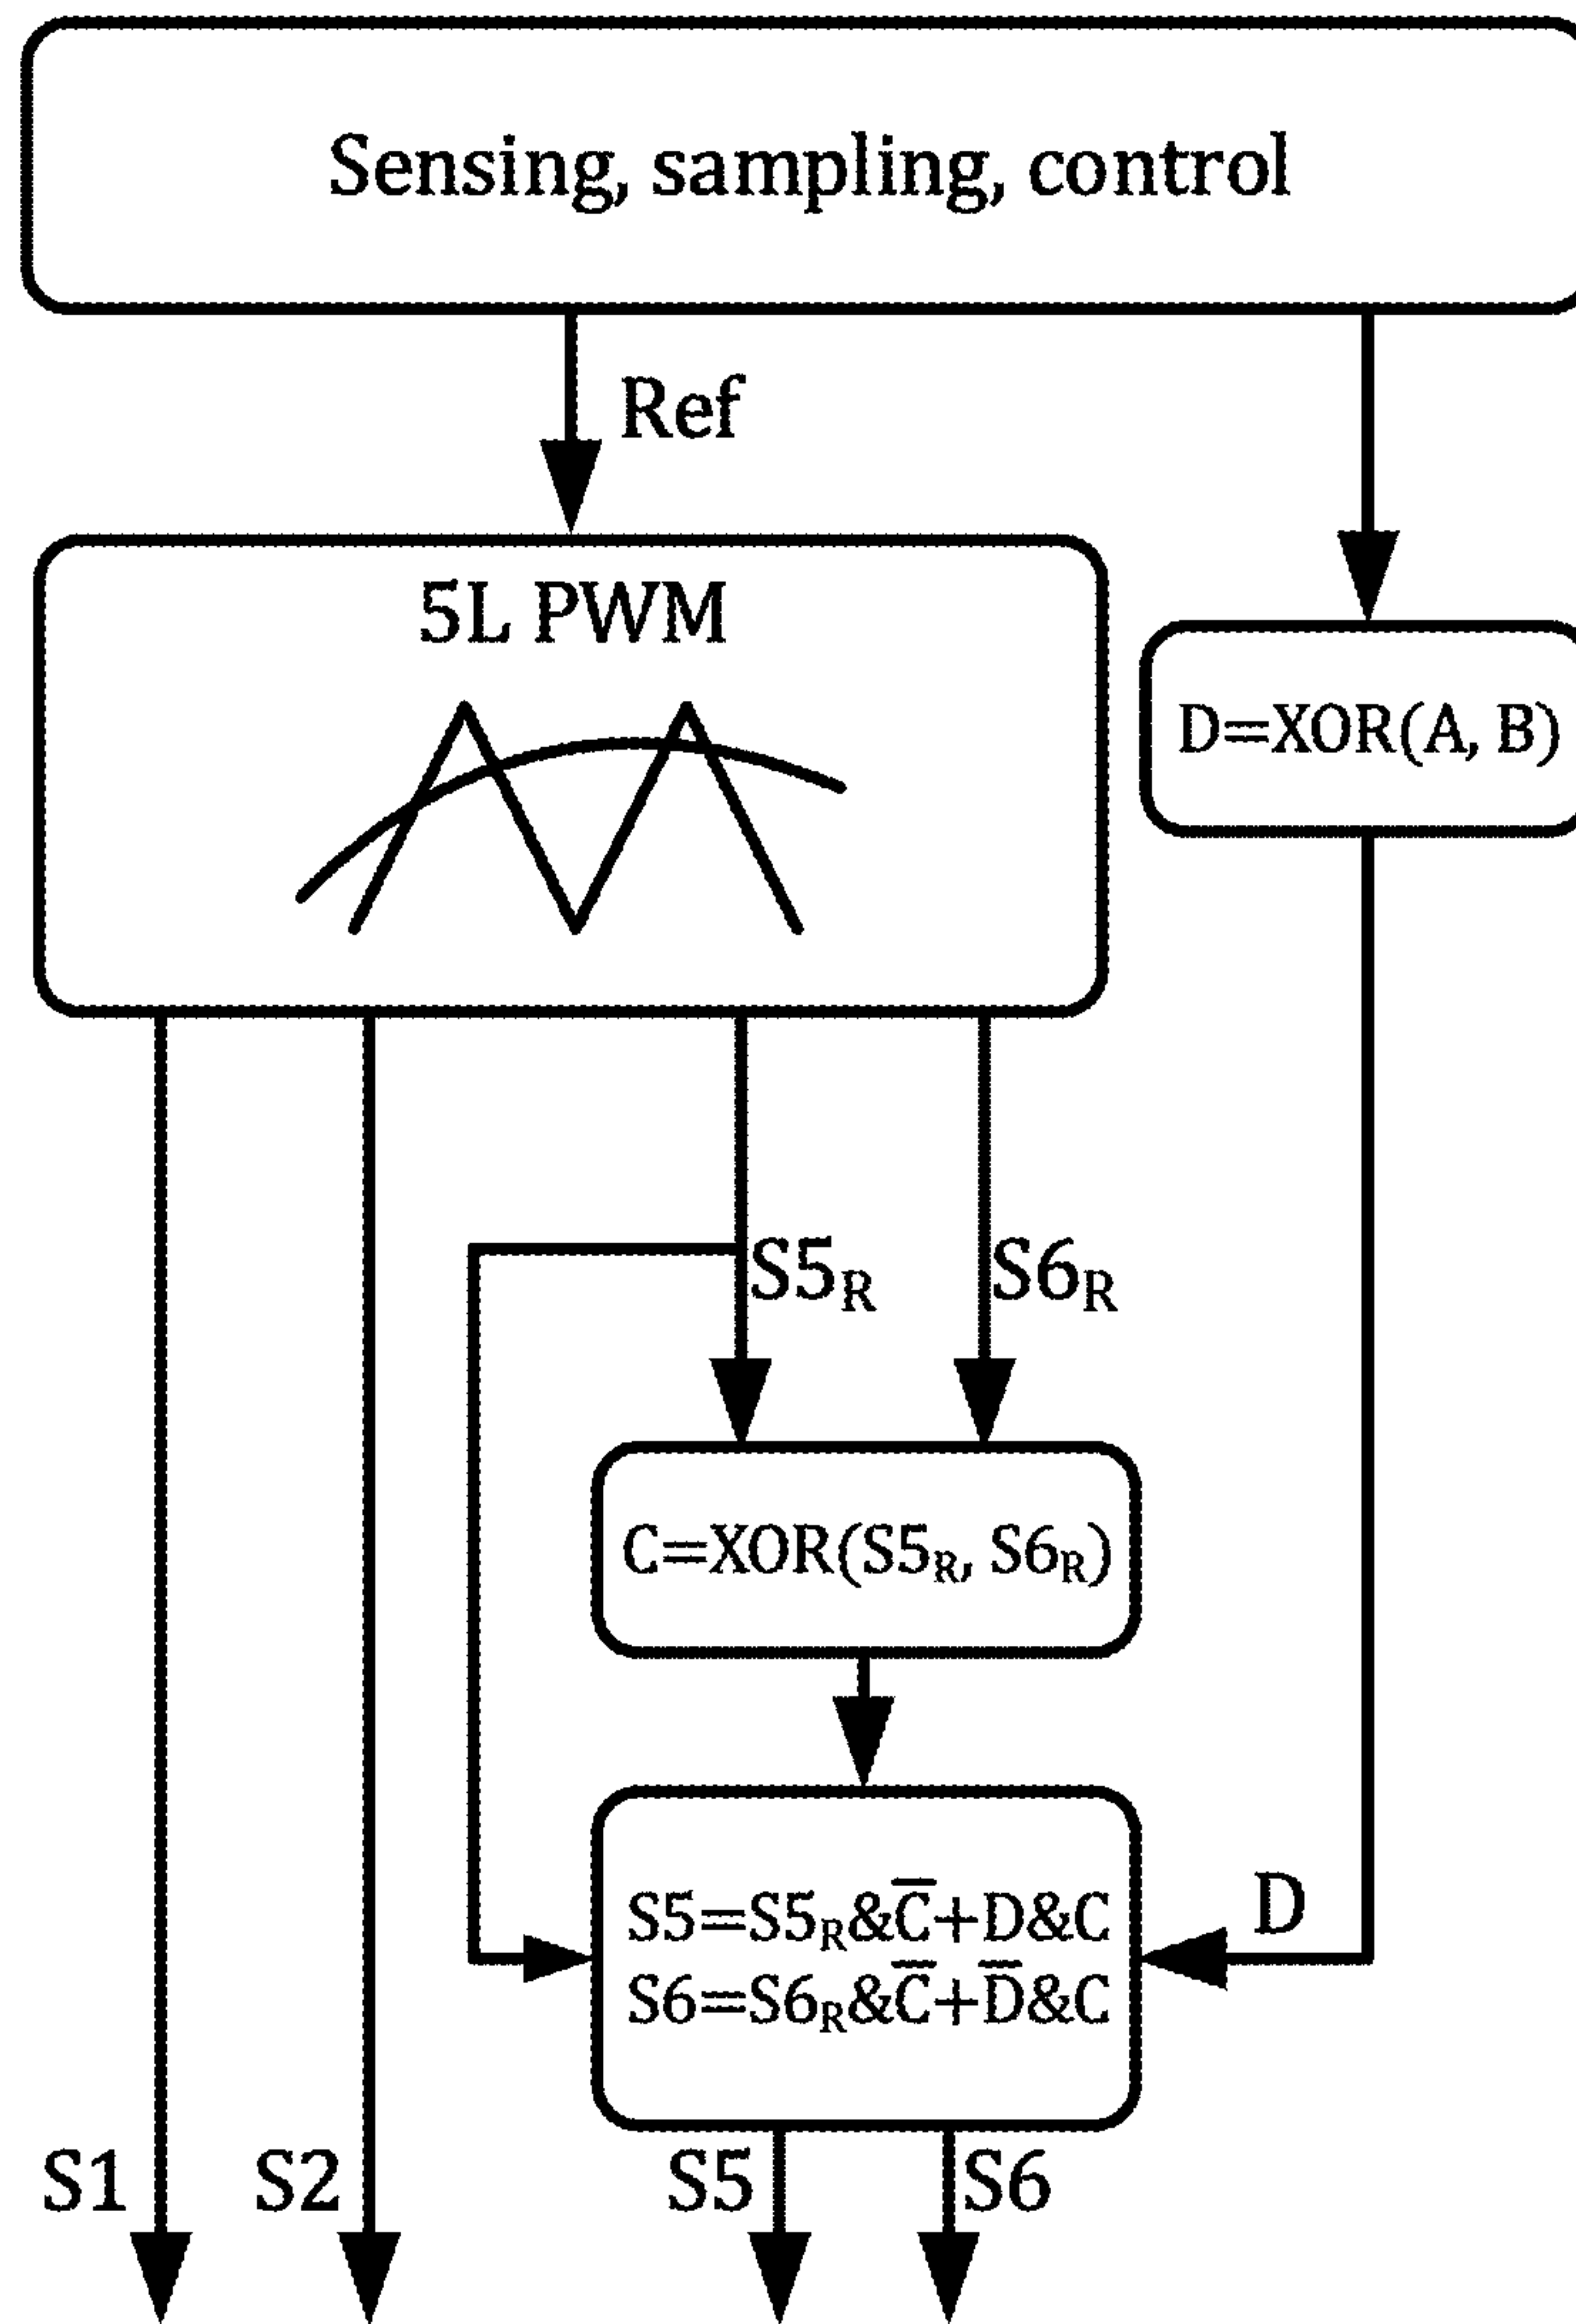 Sensing, sampling, control
Ref
5L PWM
D=XOR(A, B)
S5R
S6R
C=XOR(S5R, S6R)
S5=S5R&C̅+D&C
S6=S6R&C̅+D̅&C
D
S1
S2
S5
S6